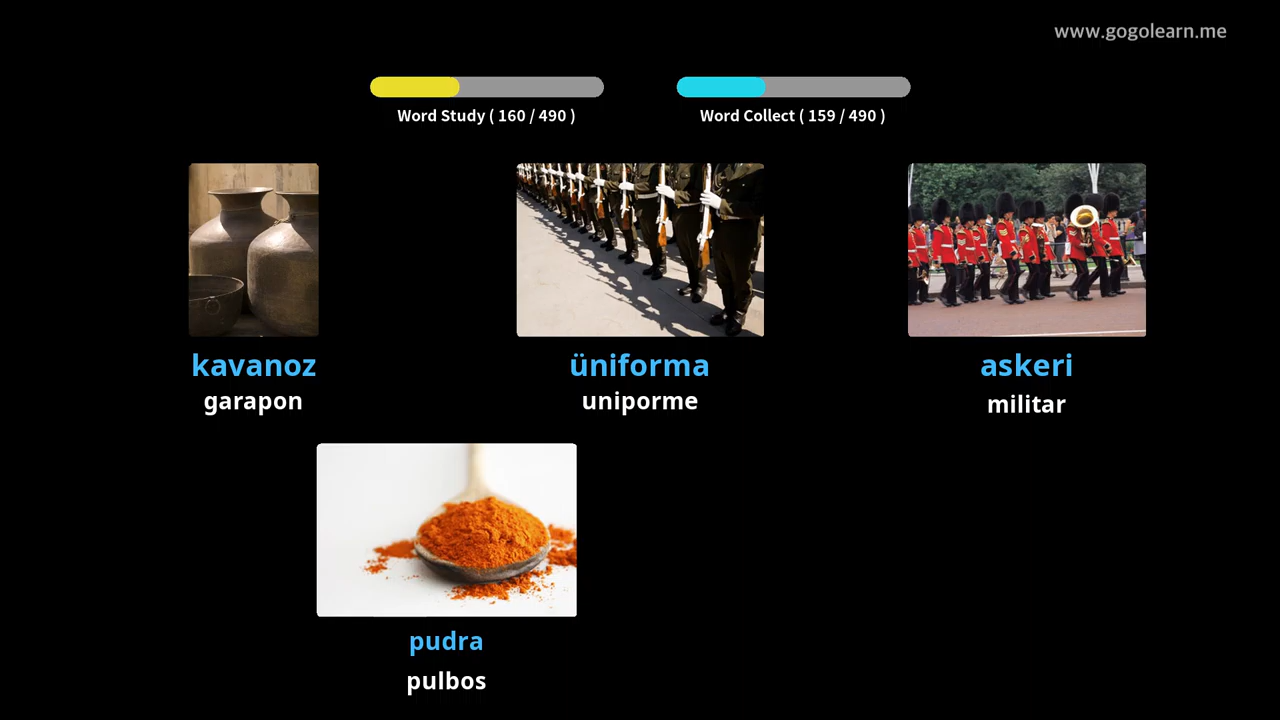 www.gogolearn.me
Word Study ( 160 / 490 )
Word Collect ( 159 / 490 )
kavanoz
garapon
üniforma
uniporme
askeri
militar
pudra
pulbos